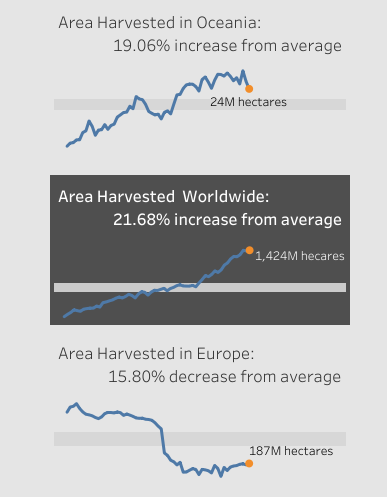 Area Harvested in Oceania:
19.06% increase from average
24M hectares
Area Harvested Worldwide:
21.68% increase from average
1,424M hecares
Area Harvested in Europe:
15.80% decrease from average
187M hectares